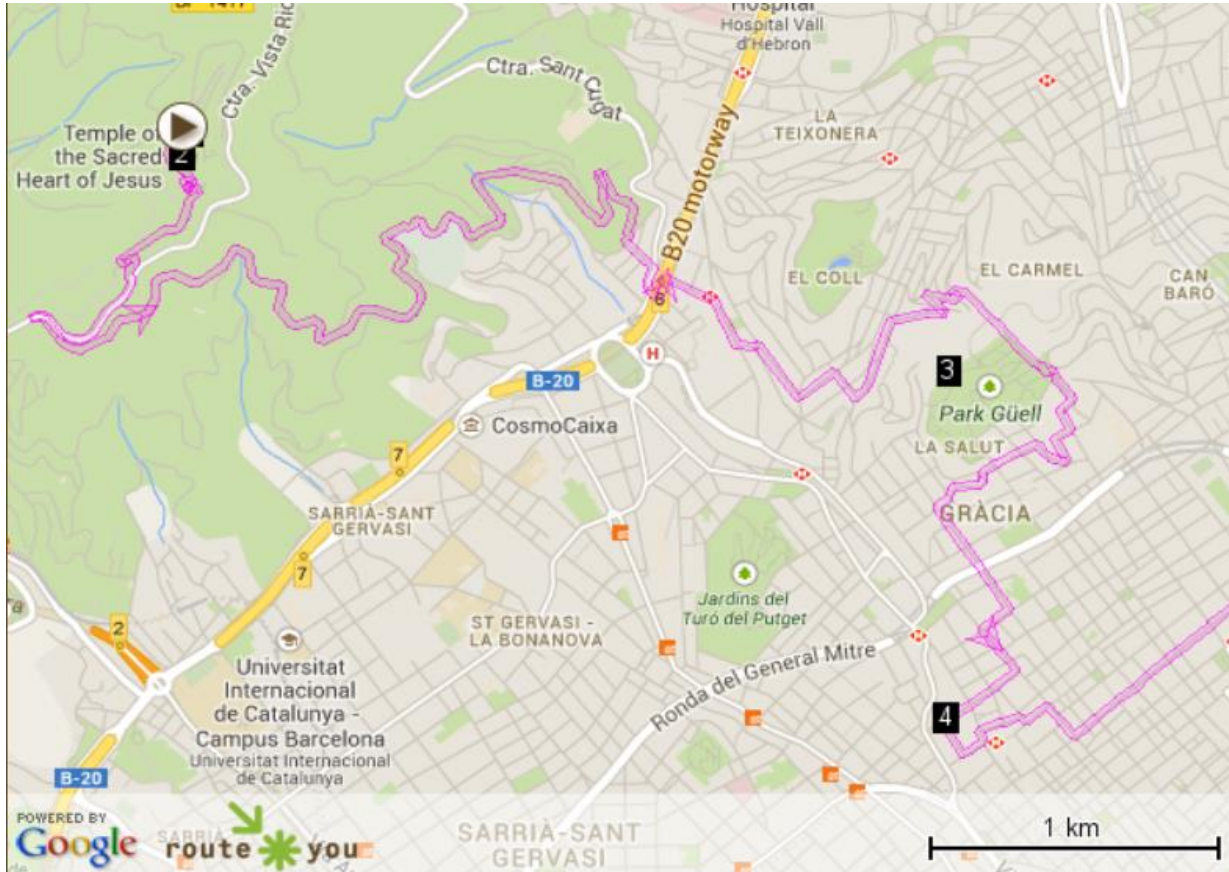 Hospital
Hospital Vall
d'Hebron
Ctra. Vista Ric
Ctra. Sant Cugat
LA
TEIXONERA
Temple of
the Sacred
Heart of Jesus
2
B20 motorway
EL COLL
EL CARMEL
CAN
BARÓ
6
H
B-20
3
Park Güell
CosmoCaixa
LA SALUT
7
SARRIÀ-SANT
GERVASI
GRÀCIA
7
Jardins del
Turó del Putget
2
ST GERVASI -
LA BONANOVA
Universitat
Internacional
de Catalunya -
Campus Barcelona
Universitat Internacional
de Catalunya
Ronda del General Mitre
4
B-20
POWERED BY
Google
route you
SARRIÀ-SANT
GERVASI
1 km